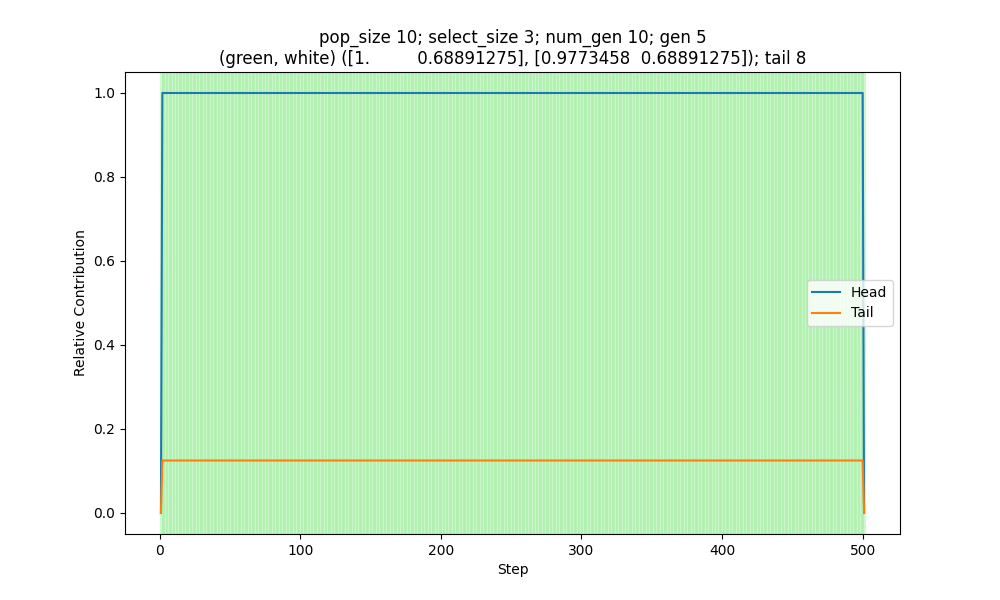 pop_size 10; select_size 3; num_gen 10; gen 5
(green, white) ([1.         0.68891275], [0.9773458  0.68891275]); tail 8
1.0
0.8
0.6
0.4
0.2
0.0
Relative Contribution
Head
Tail
0 100 200 300 400 500
Step